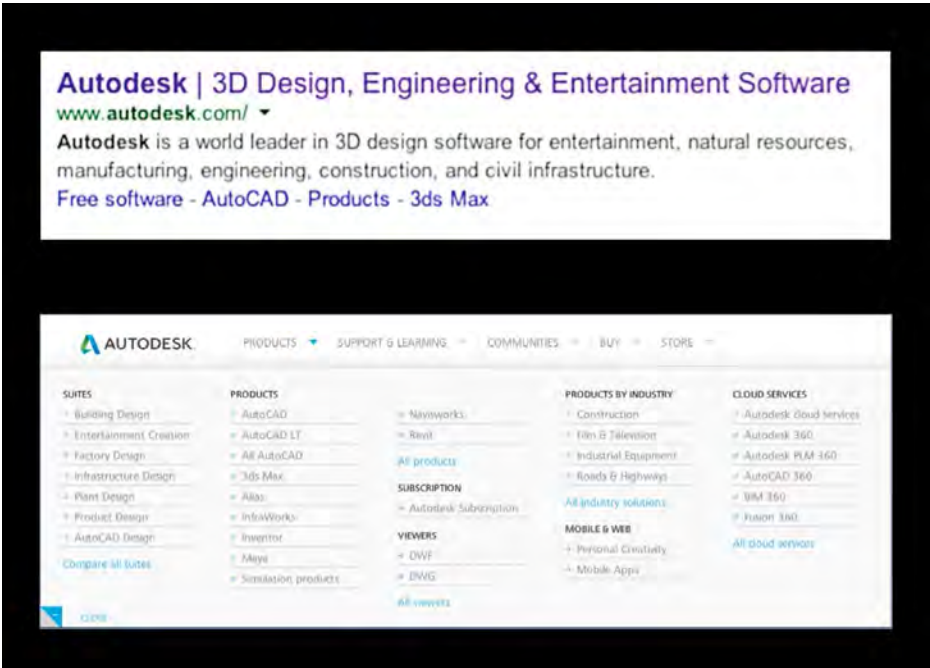 Autodesk | 3D Design, Engineering & Entertainment Software
www.autodesk.com/
Autodesk is a world leader in 3D design software for entertainment, natural resources,
manufacturing, engineering, construction, and civil infrastructure.
Free software - AutoCAD - Products - 3ds Max
AUTODESK
PRODUCTS SUPPORT & LEARNING COMMUNITIES BUY STORE
SUITES
Building Design
Entertainment Creation
Factory Design
Infrastructure Design
Plant Design
Product Design
AutoCAD Design
Compare all suites
PRODUCTS
AutoCAD
AutoCAD LT
All AutoCAD
3ds Max
Alias
InfraWorks
Inventor
Maya
Simulation products
Navisworks
Revit
All products
SUBSCRIPTION
Autodesk Subscription
VIEWERS
DWF
DWG
All viewers
PRODUCTS BY INDUSTRY
Construction
Film & Television
Industrial Equipment
Roads & Highways
All industry solutions
MOBILE & WEB
Personal Creativity
Mobile Apps
CLOUD SERVICES
Autodesk cloud services
Autodesk 360
Autodesk PLM 360
AutoCAD 360
BIM 360
Fusion 360
All cloud services
CLOSE